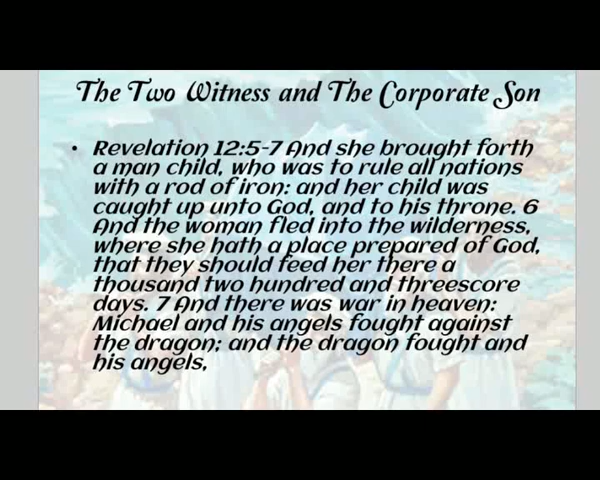 The Two Witness and The Corporate Son
• Revelation 12:5-7 And she brought forth
a man child, who was to rule all nations
with a rod of iron: and her child was
caught up unto God, and to his throne. 6
And the woman fled into the wilderness,
where she hath a place prepared of God,
that they should feed her there a
thousand two hundred and threescore
days. 7 And there was war in heaven:
Michael and his angels fought against
the dragon; and the dragon fought and
his angels,